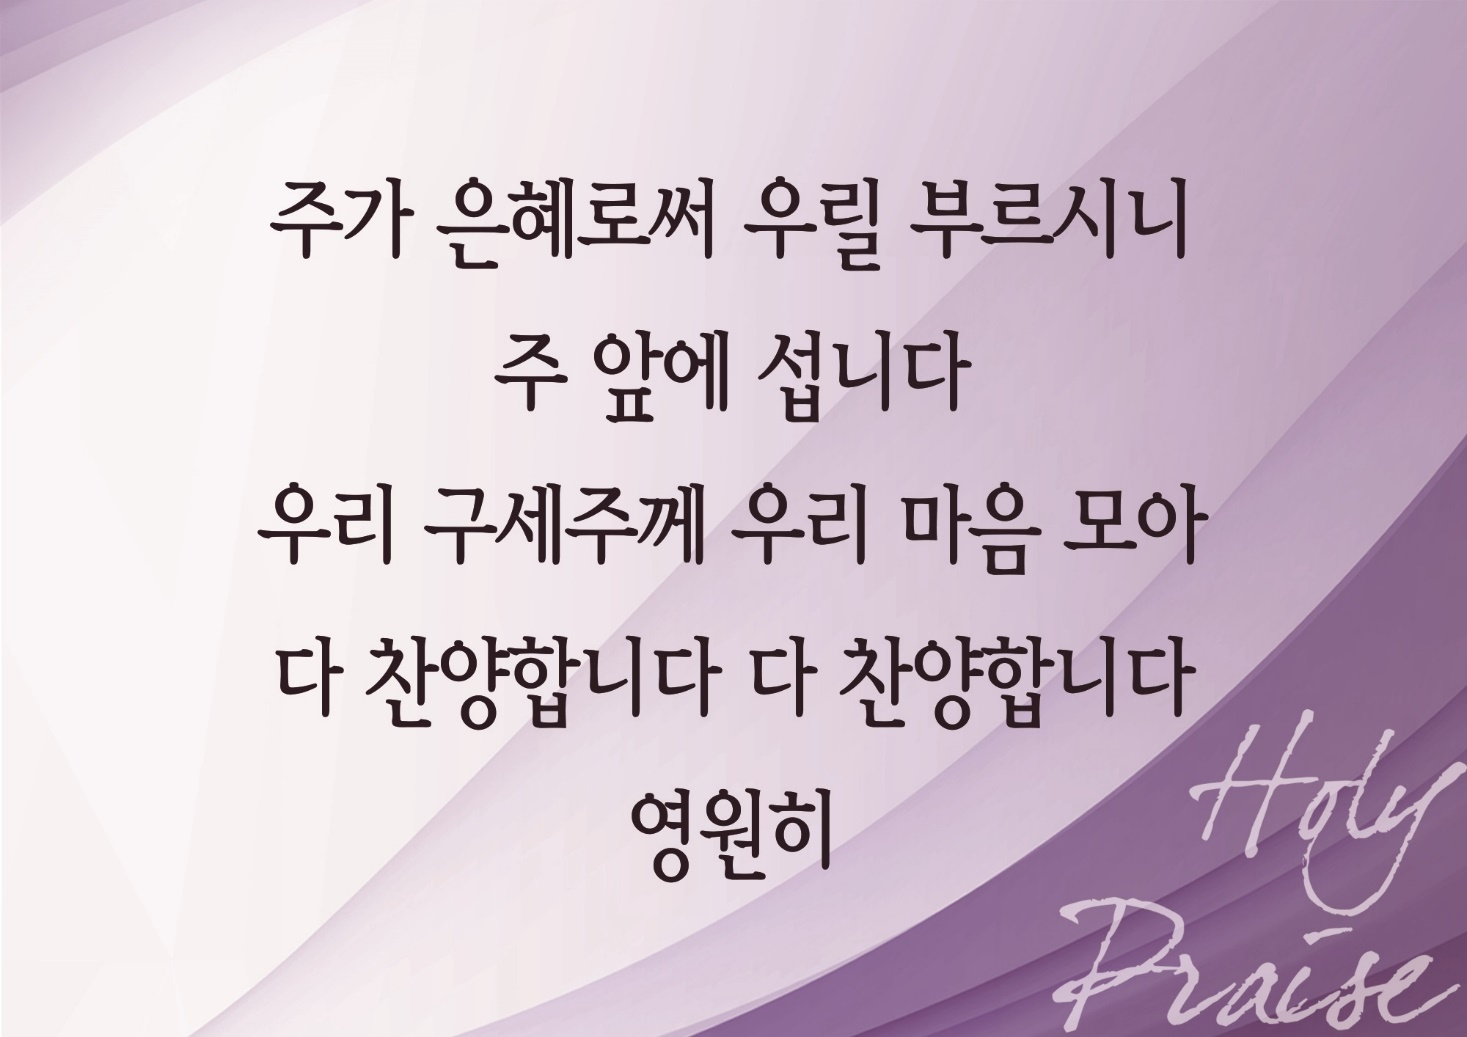 주가 은혜로써 우릴 부르시니
주 앞에 섭니다
우리 구세주께 우리 마음 모아
다 찬양합니다 다 찬양합니다
영원히
Holy
Praise